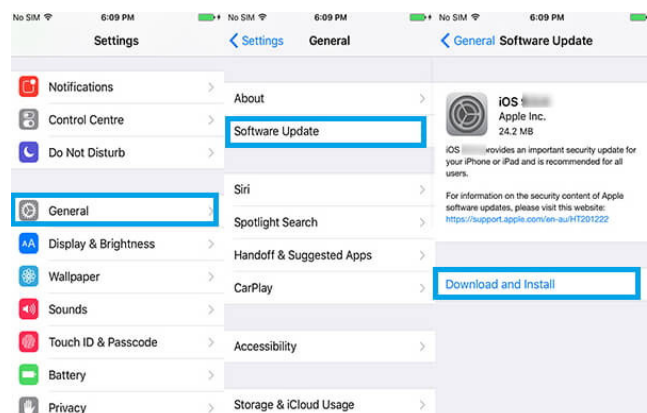 No SIM 6:09 PM
Settings
Notifications
Control Centre
Do Not Disturb
General
Display & Brightness
Wallpaper
Sounds
Touch ID & Passcode
Battery
Privacy
No SIM 6:09 PM
Settings General
About
Software Update
Siri
Spotlight Search
Handoff & Suggested Apps
CarPlay
Accessibility
Storage & iCloud Usage
No SIM 6:09 PM
General Software Update
iOS
Apple Inc.
24.2 MB
iOS provides an important security update for
your iPhone or iPad and is recommended for all
users.
For information on the security content of Apple
software updates, please visit this website:
https://support.apple.com/en-au/HT201222
Download and Install